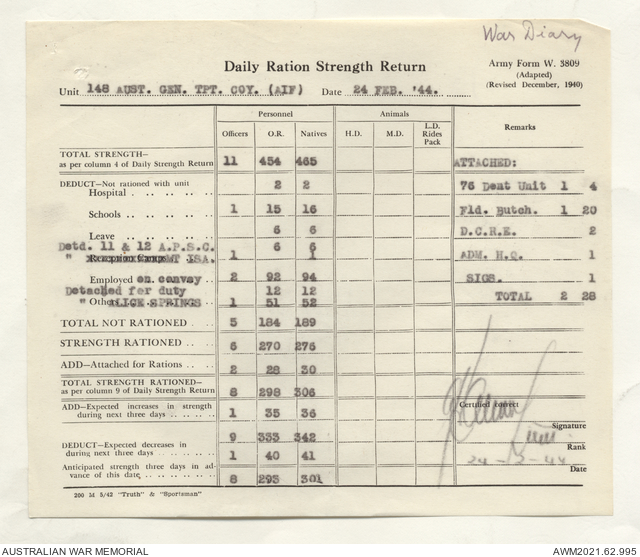 War Diary
Daily Ration Strength Return
Army Form W. 3809
(Adapted)
(Revised December, 1940)
Unit 148 AUST. GEN. TPT. COY. (AIF) Date 24 FEB. '44.
Personnel Animals Remarks
Officers O.R. Natives H.D. M.D. L.D. Rides Pack
TOTAL STRENGTH—
as per column 4 of Daily Strength Return 11 454 465 ATTACHED:
DEDUCT—Not rationed with unit
Hospital 2 2 76 Dent Unit 1 4
Schools 1 15 16 Fld. Butch. 1 20
Leave 6 6 D.C.R.E. 2
Detd. 11 & 12 A.P.S.C. 6 6
" MT ISA. 1 1 ADM. H.Q. 1
Employed on convay 2 92 94 SIGS. 1
Detached for duty 12 12
" Others ALICE SPRINGS 1 51 52 TOTAL 2 28
TOTAL NOT RATIONED 5 184 189
STRENGTH RATIONED 6 270 276
ADD—Attached for Rations 2 28 30
TOTAL STRENGTH RATIONED—
as per column 9 of Daily Strength Return 8 298 306
ADD—Expected increases in strength
during next three days 1 35 36
Certified correct
9 333 342
Signature
DEDUCT—Expected decreases in
during next three days 1 40 41
Rank
Anticipated strength three days in ad-
vance of this date 8 293 301
24-2-44
Date
200 M 5/42 "Truth" & "Sportsman"
AUSTRALIAN WAR MEMORIAL AWM2021.62.995